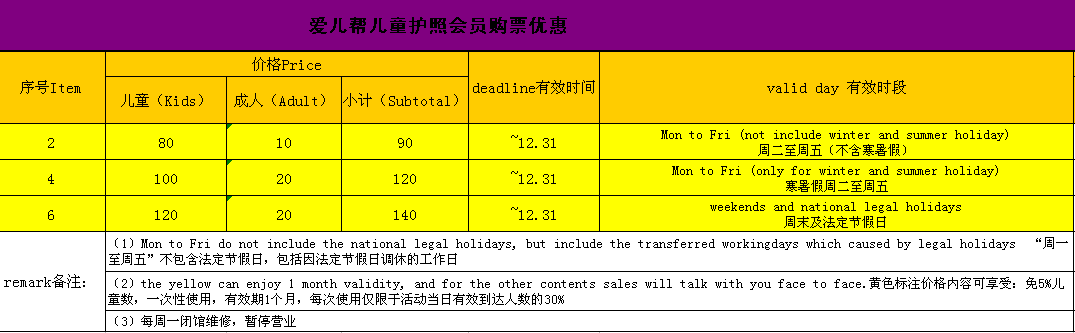 爱儿帮儿童护照会员购票优惠
序号Item
价格Price
儿童（Kids）
成人（Adult）
小计（Subtotal）
deadline有效时间
valid day 有效时段
2
80
10
90
~12.31
Mon to Fri (not include winter and summer holiday)
周二至周五（不含寒暑假）
4
100
20
120
~12.31
Mon to Fri (only for winter and summer holiday)
寒暑假周二至周五
6
120
20
140
~12.31
weekends and national legal holidays
周末及法定节假日
remark备注:
（1）Mon to Fri do not include the national legal holidays, but include the transferred workingdays which caused by legal holidays “周一
至周五”不包含法定节假日，包括因法定节假日调休的工作日
（2）the yellow can enjoy 1 month validity, and for the other contents sales will talk with you face to face.黄色标注价格内容可享受：免5%儿
童数，一次性使用，有效期1个月，每次使用仅限于活动当日有效到达人数的30%
（3）每周一闭馆维修，暂停营业